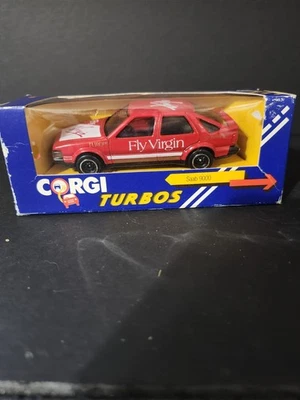 Fly Virgin
CORGI
TURBOS
Saab 9000